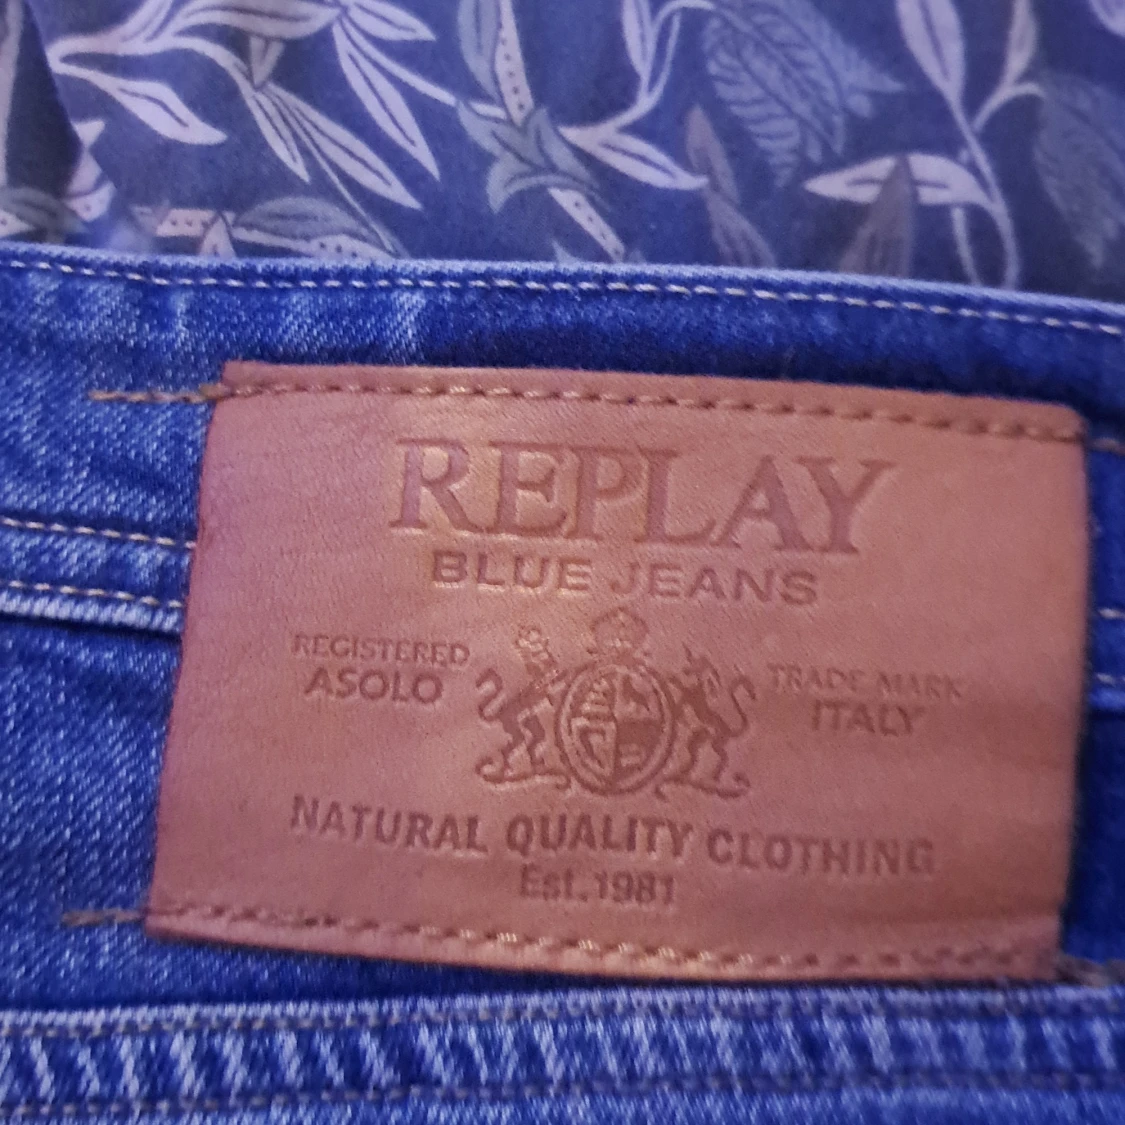 REPLAY
BLUE JEANS
REGISTERED TRADE MARK
ASOLO ITALY
NATURAL QUALITY CLOTHING
Est.1981